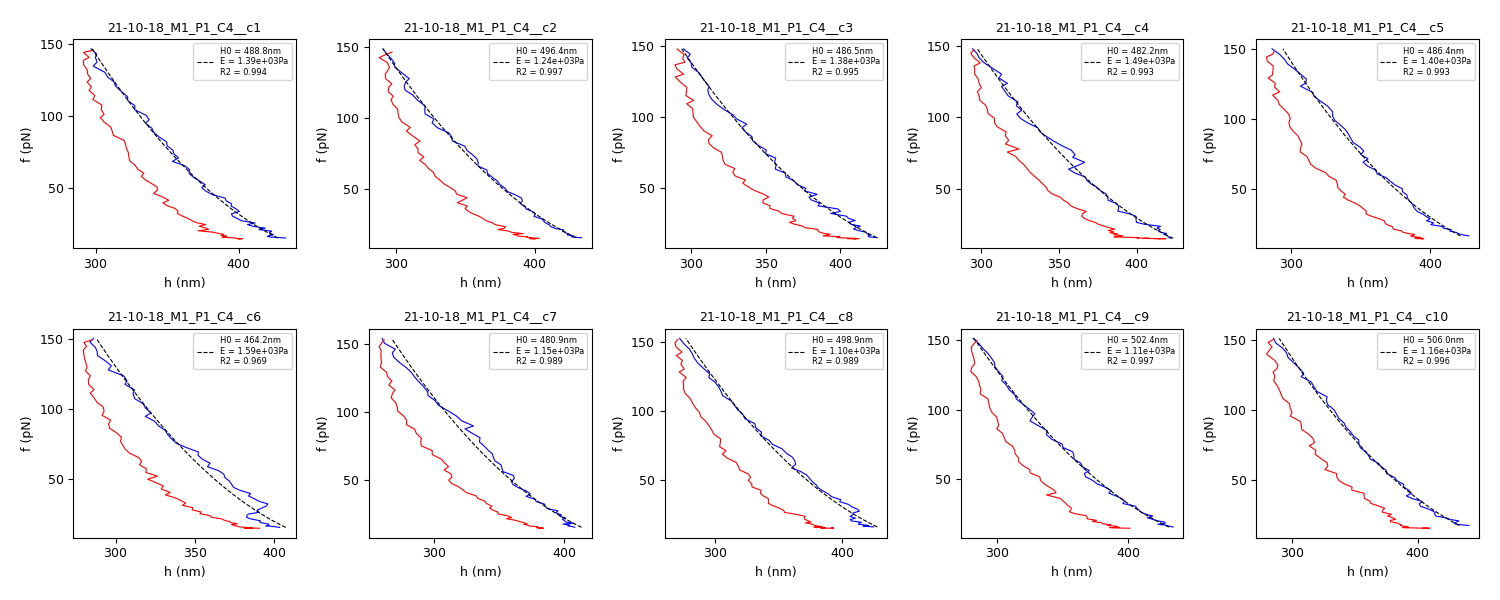 21-10-18_M1_P1_C4__c1
H0 = 488.8nm
E = 1.39e+03Pa
R2 = 0.994
f (pN)
150
100
50
300
400
h (nm)
21-10-18_M1_P1_C4__c2
H0 = 496.4nm
E = 1.24e+03Pa
R2 = 0.997
f (pN)
150
100
50
300
400
h (nm)
21-10-18_M1_P1_C4__c3
H0 = 486.5nm
E = 1.38e+03Pa
R2 = 0.995
f (pN)
150
100
50
300
350
400
h (nm)
21-10-18_M1_P1_C4__c4
H0 = 482.2nm
E = 1.49e+03Pa
R2 = 0.993
f (pN)
150
100
50
300
350
400
h (nm)
21-10-18_M1_P1_C4__c5
H0 = 486.4nm
E = 1.40e+03Pa
R2 = 0.993
f (pN)
150
100
50
300
400
h (nm)
21-10-18_M1_P1_C4__c6
H0 = 464.2nm
E = 1.59e+03Pa
R2 = 0.969
f (pN)
150
100
50
300
350
400
h (nm)
21-10-18_M1_P1_C4__c7
H0 = 480.9nm
E = 1.15e+03Pa
R2 = 0.989
f (pN)
150
100
50
300
400
h (nm)
21-10-18_M1_P1_C4__c8
H0 = 498.9nm
E = 1.10e+03Pa
R2 = 0.989
f (pN)
150
100
50
300
400
h (nm)
21-10-18_M1_P1_C4__c9
H0 = 502.4nm
E = 1.11e+03Pa
R2 = 0.997
f (pN)
150
100
50
300
400
h (nm)
21-10-18_M1_P1_C4__c10
H0 = 506.0nm
E = 1.16e+03Pa
R2 = 0.996
f (pN)
150
100
50
300
400
h (nm)